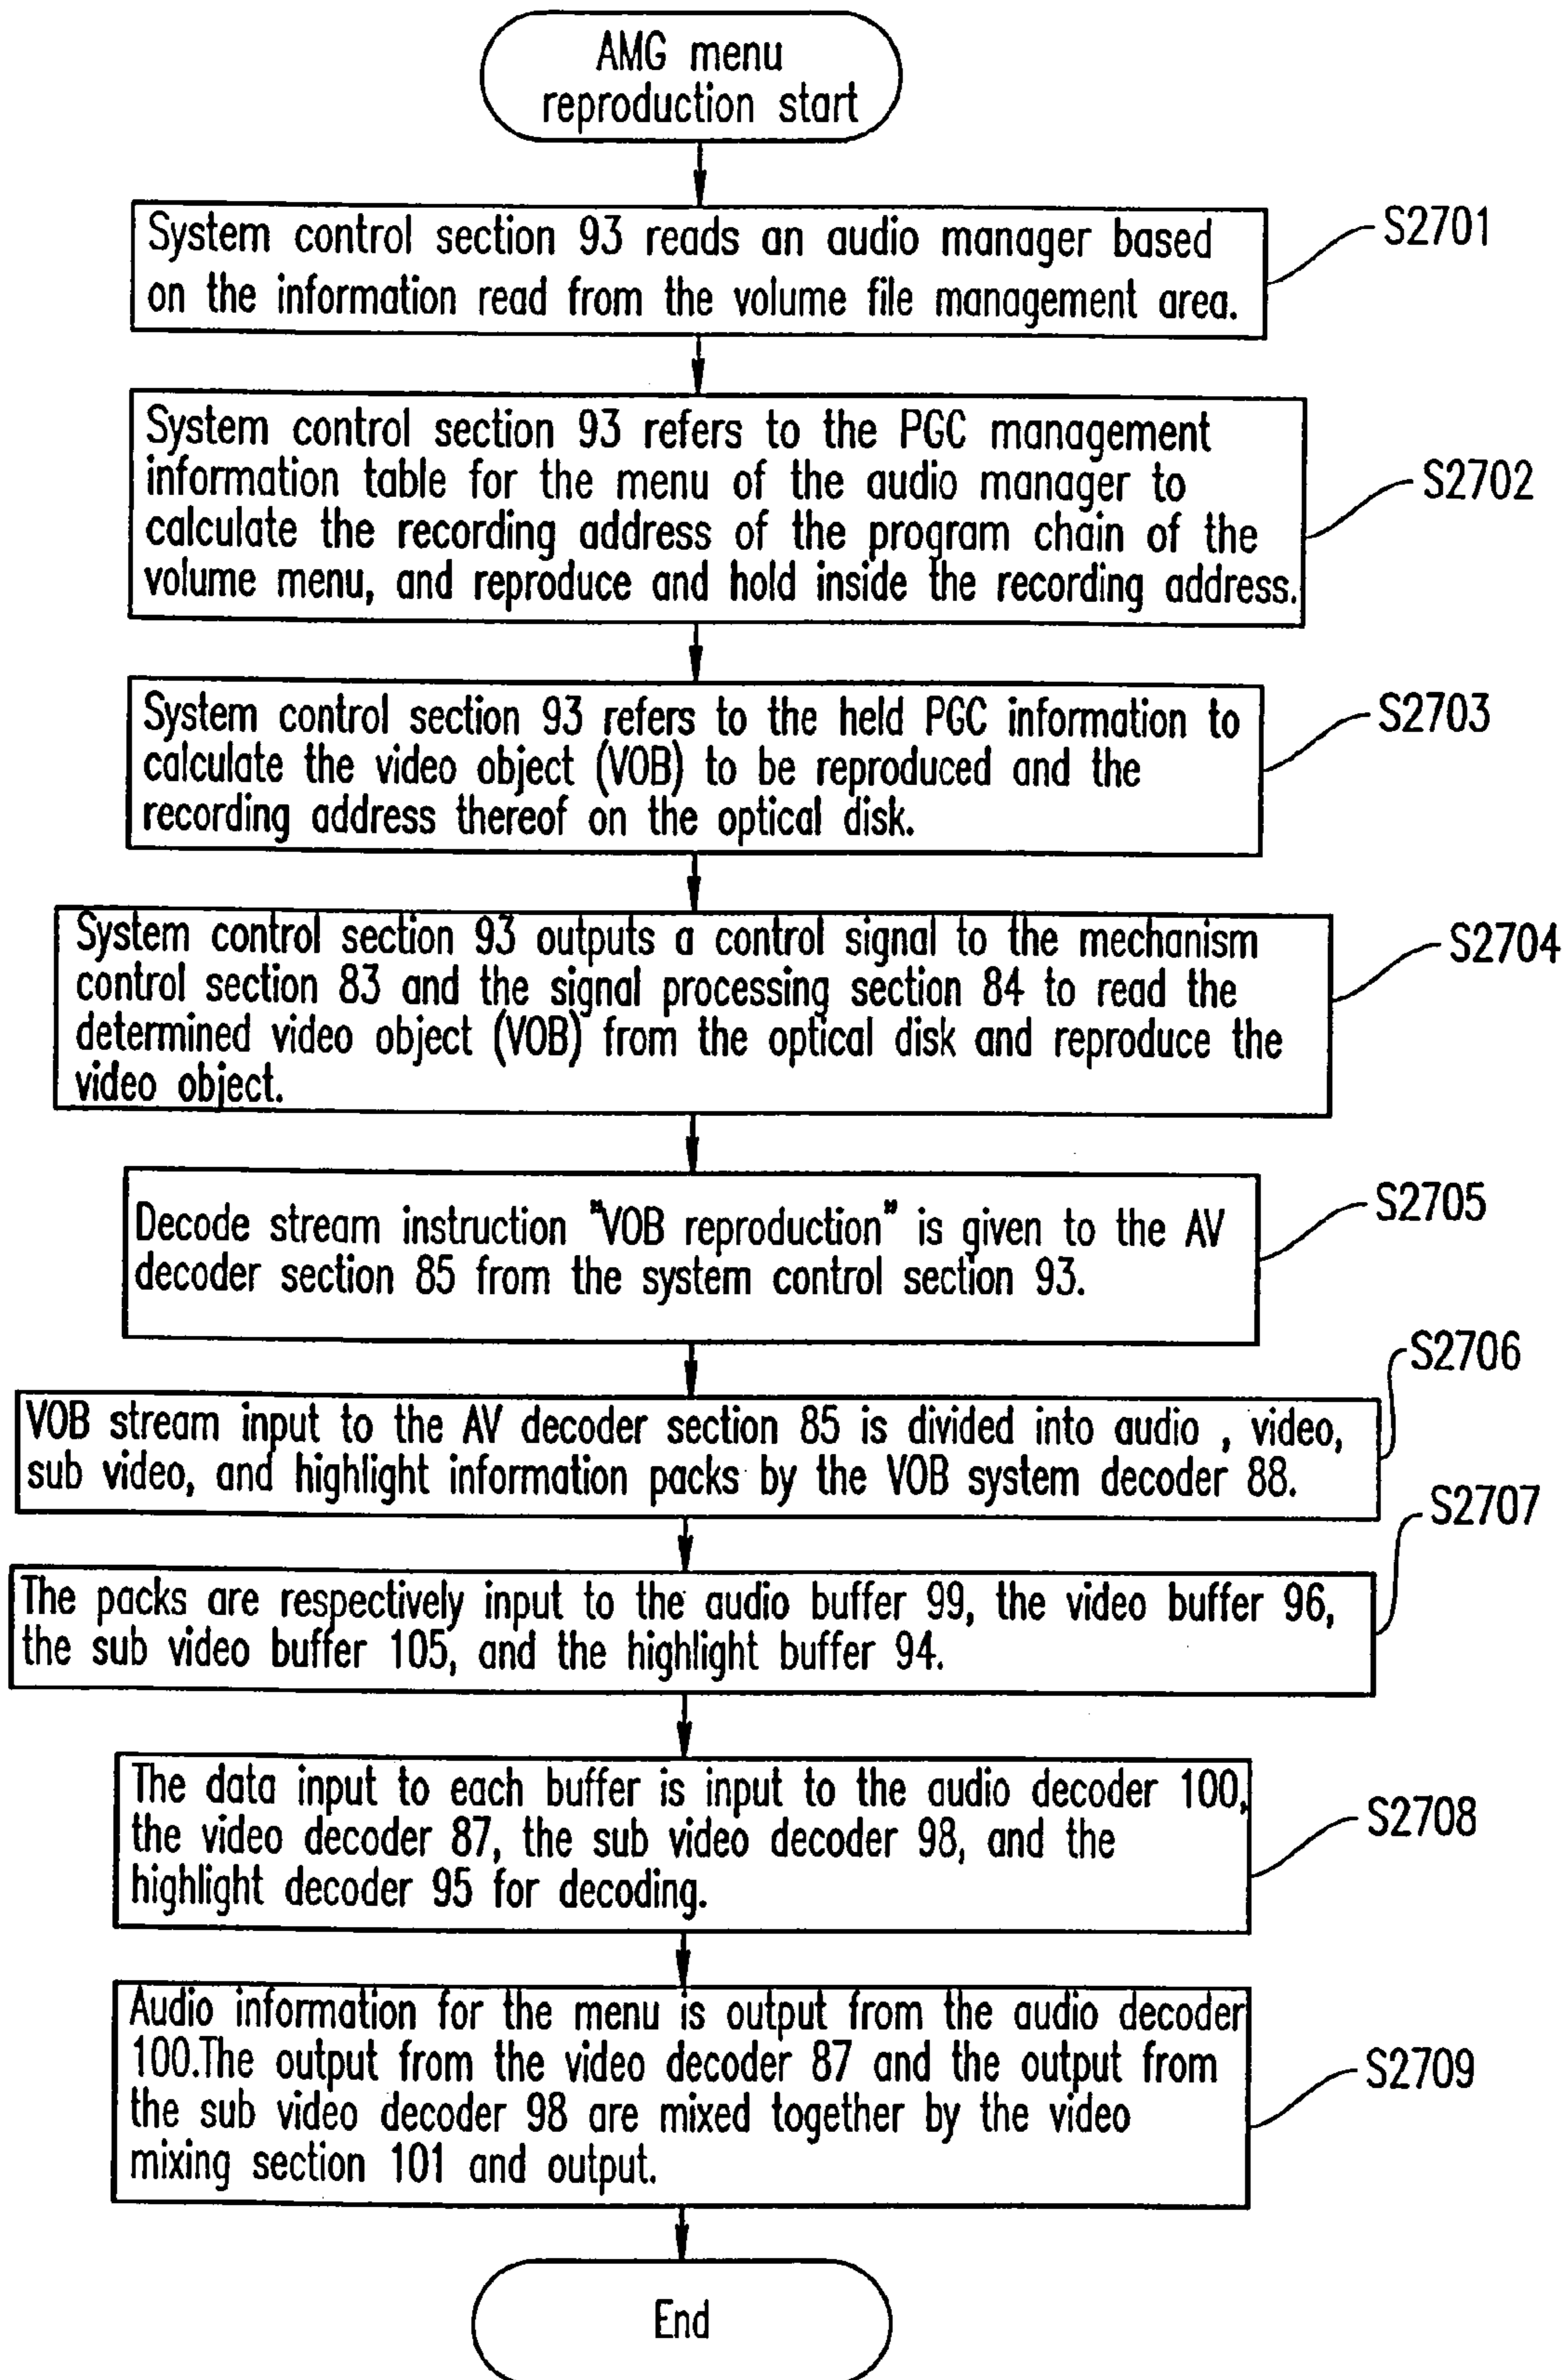 AMG menu
reproduction start
System control section 93 reads an audio manager based
on the information read from the volume file management area.
S2701
System control section 93 refers to the PGC management
information table for the menu of the audio manager to
calculate the recording address of the program chain of the
volume menu, and reproduce and hold inside the recording address.
S2702
System control section 93 refers to the held PGC information to
calculate the video object (VOB) to be reproduced and the
recording address thereof on the optical disk.
S2703
System control section 93 outputs a control signal to the mechanism
control section 83 and the signal processing section 84 to read the
determined video object (VOB) from the optical disk and reproduce the
video object.
S2704
Decode stream instruction "VOB reproduction" is given to the AV
decoder section 85 from the system control section 93.
S2705
VOB stream input to the AV decoder section 85 is divided into audio , video,
sub video, and highlight information packs by the VOB system decoder 88.
S2706
The packs are respectively input to the audio buffer 99, the video buffer 96,
the sub video buffer 105, and the highlight buffer 94.
S2707
The data input to each buffer is input to the audio decoder 100,
the video decoder 87, the sub video decoder 98, and the
highlight decoder 95 for decoding.
S2708
Audio information for the menu is output from the audio decoder
100.The output from the video decoder 87 and the output from
the sub video decoder 98 are mixed together by the video
mixing section 101 and output.
S2709
End